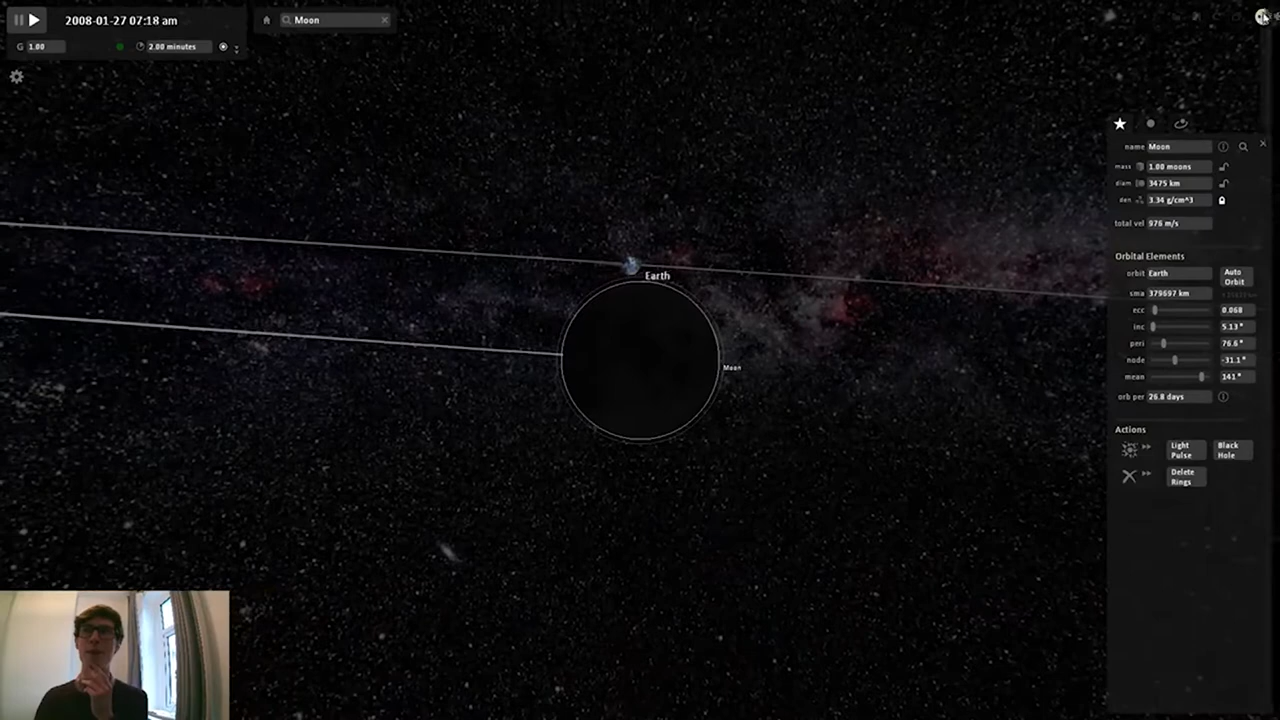 2008-01-27 07:18 am
Moon
G 1.00
2.00 minutes
name Moon
mass 1.00 moons
diam 3475 km
den 3.34 g/cm^3
total vel 976 m/s
Earth
Moon
Orbital Elements
orbit Earth
Auto Orbit
sma 379697 km
ecc 0.068
inc 5.13°
peri 76.6°
node -31.1°
mean 141°
orb per 26.8 days
Actions
Light Pulse
Black Hole
Delete Rings